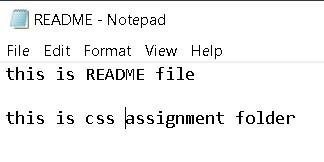 README - Notepad
File Edit Format View Help
this is README file
this is css assignment folder